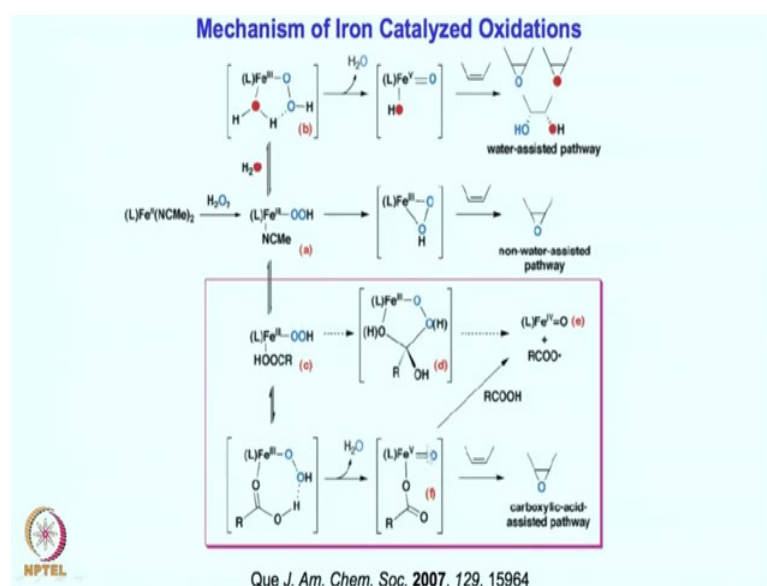 Mechanism of Iron Catalyzed Oxidations
(L)Feᴵᴵᴵ–O
O–H
H
H
(b)
H₂O
(L)Feⱽ=O
HO
O
HO
OH
water-assisted pathway
H₂O
(L)Feᴵᴵ(NCMe)₂
H₂O₂
(L)Feᴵᴵᴵ–OOH
NCMe
(a)
(L)Feᴵᴵᴵ–O
O
H
O
non-water-assisted
pathway
(L)Feᴵᴵᴵ–OOH
HOOCR
(c)
(L)Feᴵᴵᴵ–O
(H)O
O(H)
R
OH
(d)
(L)Feᴵⱽ=O (e)
+
RCOO•
RCOOH
(L)Feᴵᴵᴵ–O
OH
O
H
R
O
H₂O
(L)Feⱽ=O
O
(f)
R
O
O
carboxylic-acid-
assisted pathway
NPTEL
Que J. Am. Chem. Soc. 2007, 129, 15964